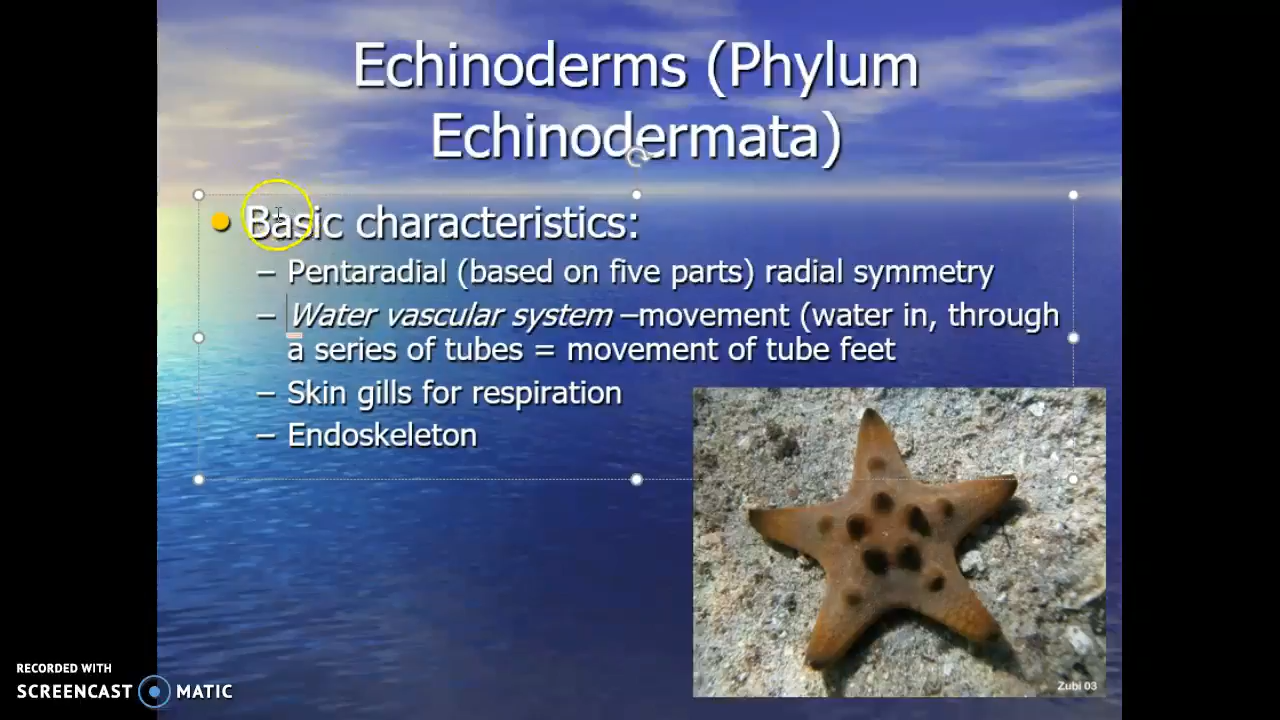 Echinoderms (Phylum
Echinodermata)
• Basic characteristics:
– Pentaradial (based on five parts) radial symmetry
– Water vascular system –movement (water in, through
a series of tubes = movement of tube feet
– Skin gills for respiration
– Endoskeleton
Zubi 03
RECORDED WITH
SCREENCAST MATIC